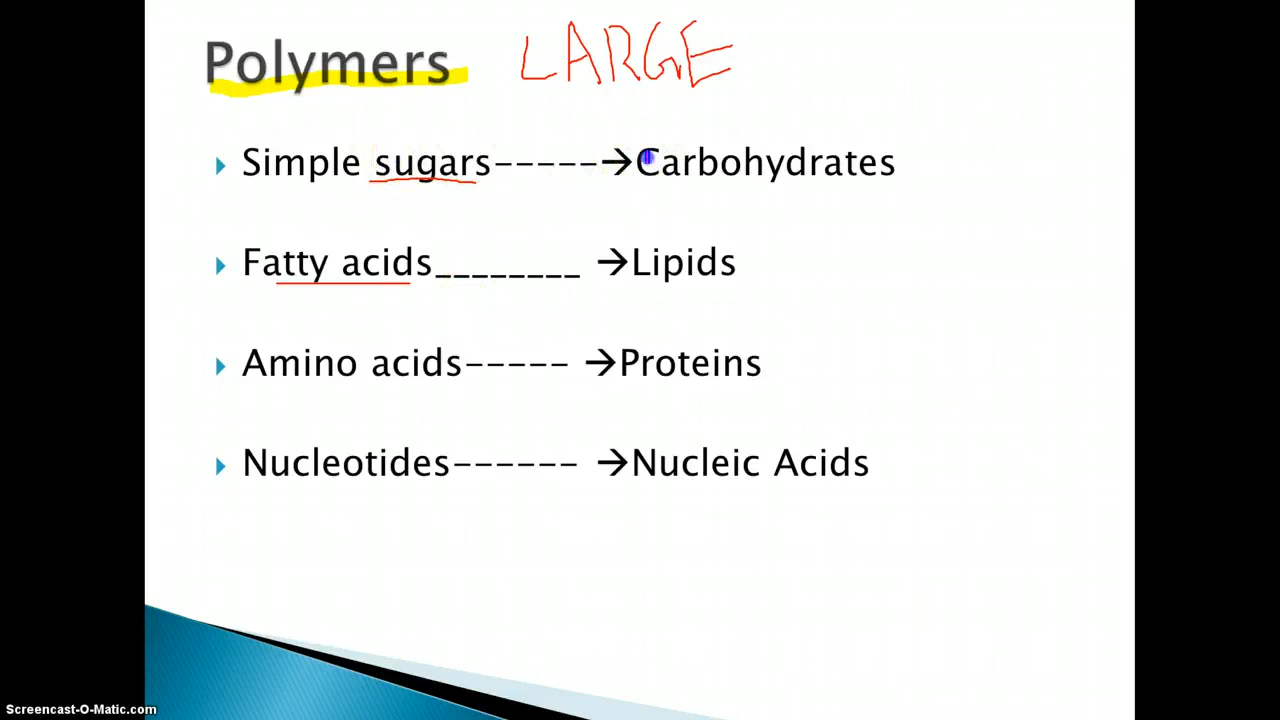 Polymers LARGE
Simple sugars-----→Carbohydrates
Fatty acids________ →Lipids
Amino acids----- →Proteins
Nucleotides------ →Nucleic Acids
Screencast-O-Matic.com